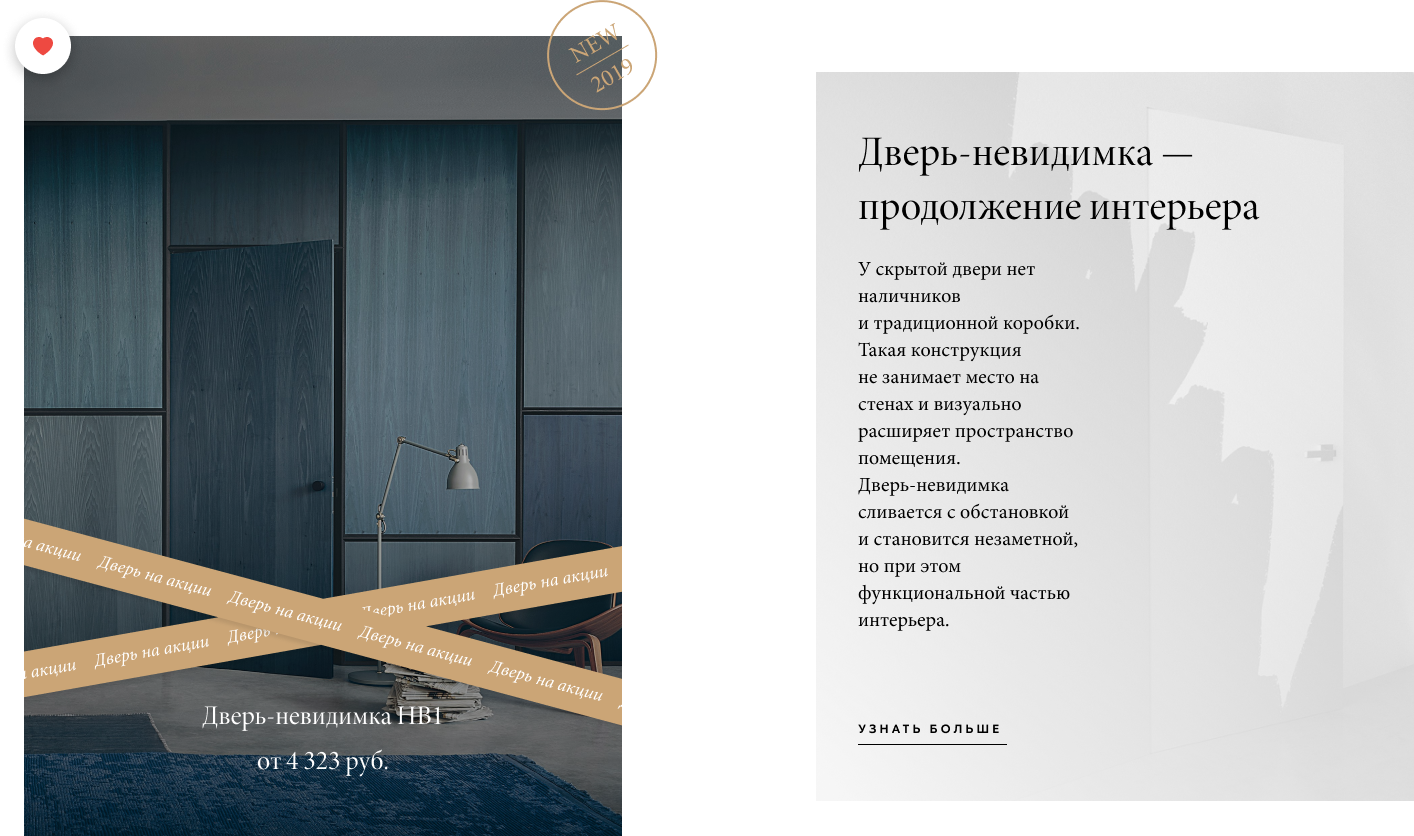 NEW
2019
а акции Дверь на акции Дверь на акции Дверь на акции Дверь на акции
акции Дверь на акции Дверь Дверь на акции Дверь на акции
Дверь-невидимка НВ1
от 4 323 руб.
Дверь-невидимка —
продолжение интерьера
У скрытой двери нет
наличников
и традиционной коробки.
Такая конструкция
не занимает место на
стенах и визуально
расширяет пространство
помещения.
Дверь-невидимка
сливается с обстановкой
и становится незаметной,
но при этом
функциональной частью
интерьера.
УЗНАТЬ БОЛЬШЕ